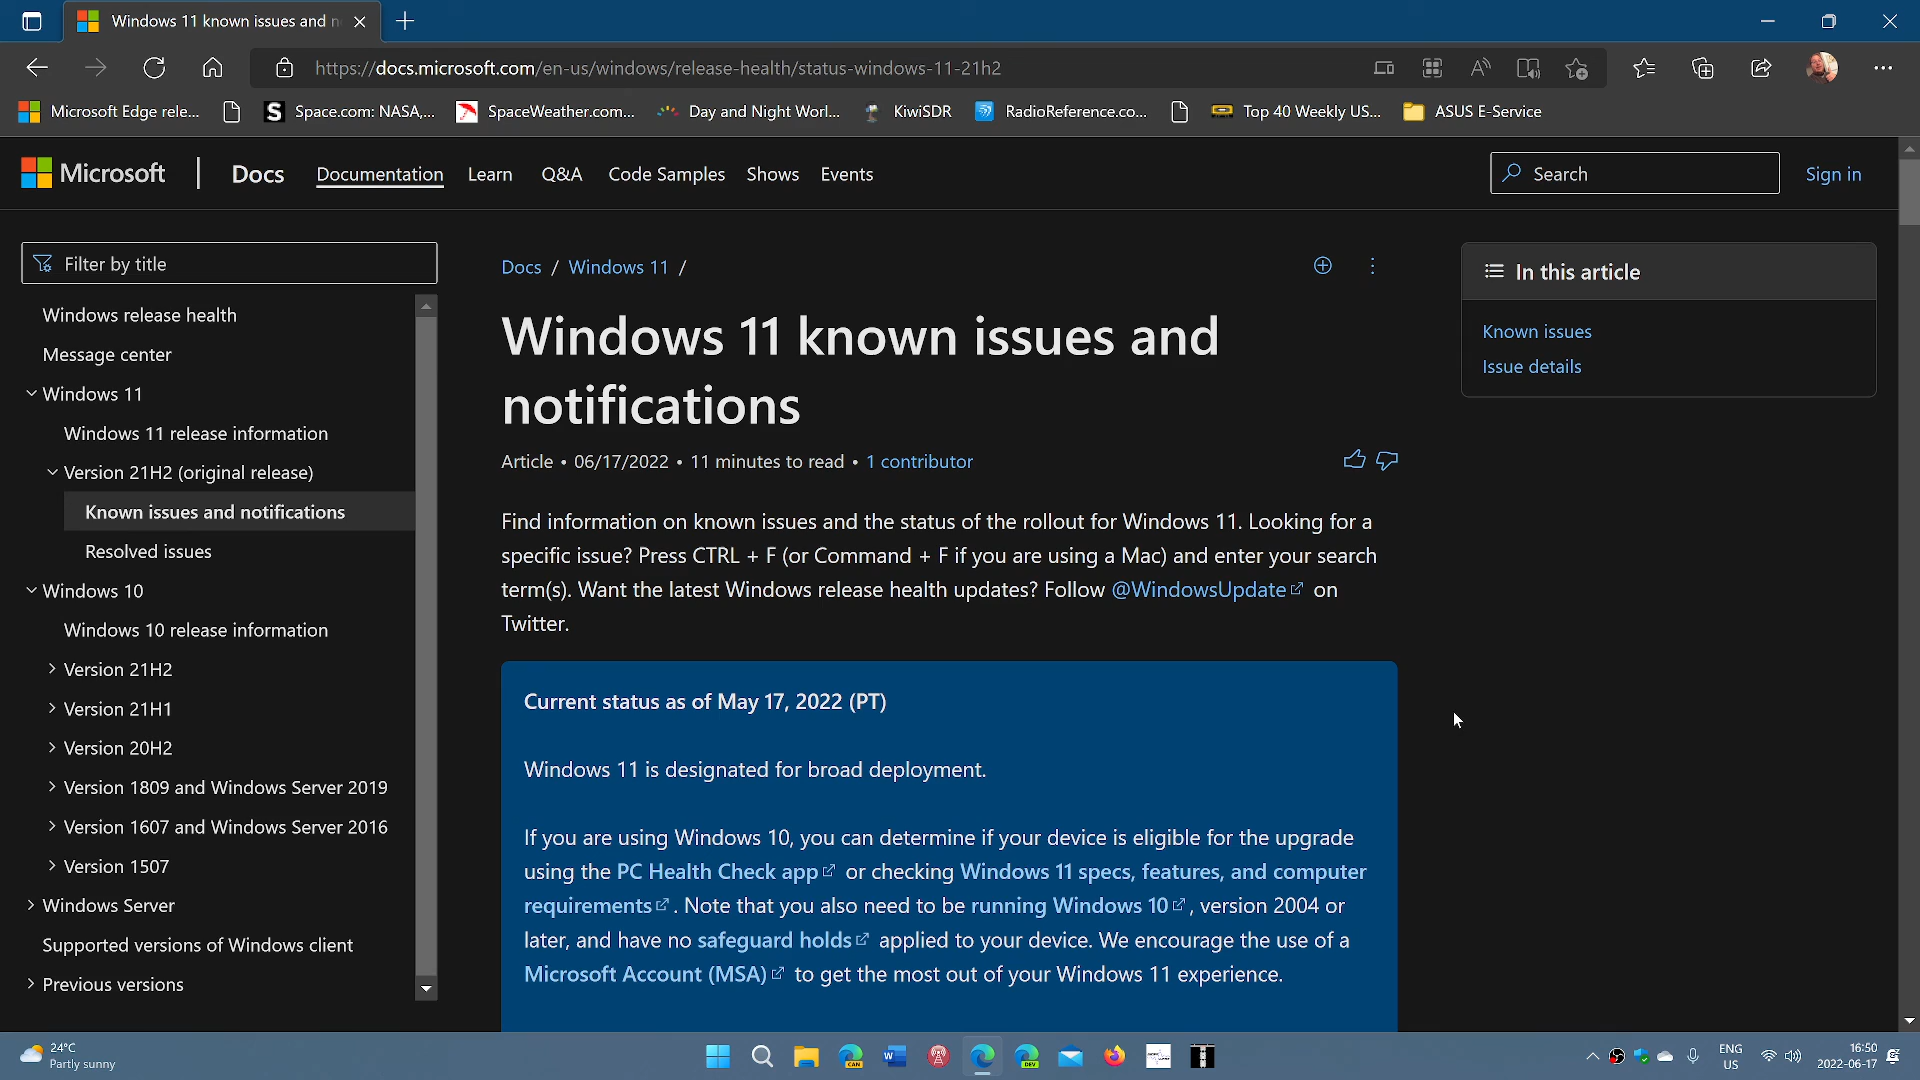 Windows 11 known issues and n
https://docs.microsoft.com/en-us/windows/release-health/status-windows-11-21h2
Microsoft Edge rele...
Space.com: NASA,...
SpaceWeather.com...
Day and Night Worl...
KiwiSDR
RadioReference.co...
Top 40 Weekly US...
ASUS E-Service
Microsoft
Docs
Documentation
Learn
Q&A
Code Samples
Shows
Events
Search
Sign in
Filter by title
Windows release health
Message center
Windows 11
Windows 11 release information
Version 21H2 (original release)
Known issues and notifications
Resolved issues
Windows 10
Windows 10 release information
Version 21H2
Version 21H1
Version 20H2
Version 1809 and Windows Server 2019
Version 1607 and Windows Server 2016
Version 1507
Windows Server
Supported versions of Windows client
Previous versions
Docs / Windows 11 /
Windows 11 known issues and
notifications
Article • 06/17/2022 • 11 minutes to read • 1 contributor
Find information on known issues and the status of the rollout for Windows 11. Looking for a
specific issue? Press CTRL + F (or Command + F if you are using a Mac) and enter your search
term(s). Want the latest Windows release health updates? Follow @WindowsUpdate on
Twitter.
Current status as of May 17, 2022 (PT)
Windows 11 is designated for broad deployment.
If you are using Windows 10, you can determine if your device is eligible for the upgrade
using the PC Health Check app or checking Windows 11 specs, features, and computer
requirements. Note that you also need to be running Windows 10, version 2004 or
later, and have no safeguard holds applied to your device. We encourage the use of a
Microsoft Account (MSA) to get the most out of your Windows 11 experience.
In this article
Known issues
Issue details
24°C
Partly sunny
CAN
W
DEV
ENG
US
16:50
2022-06-17